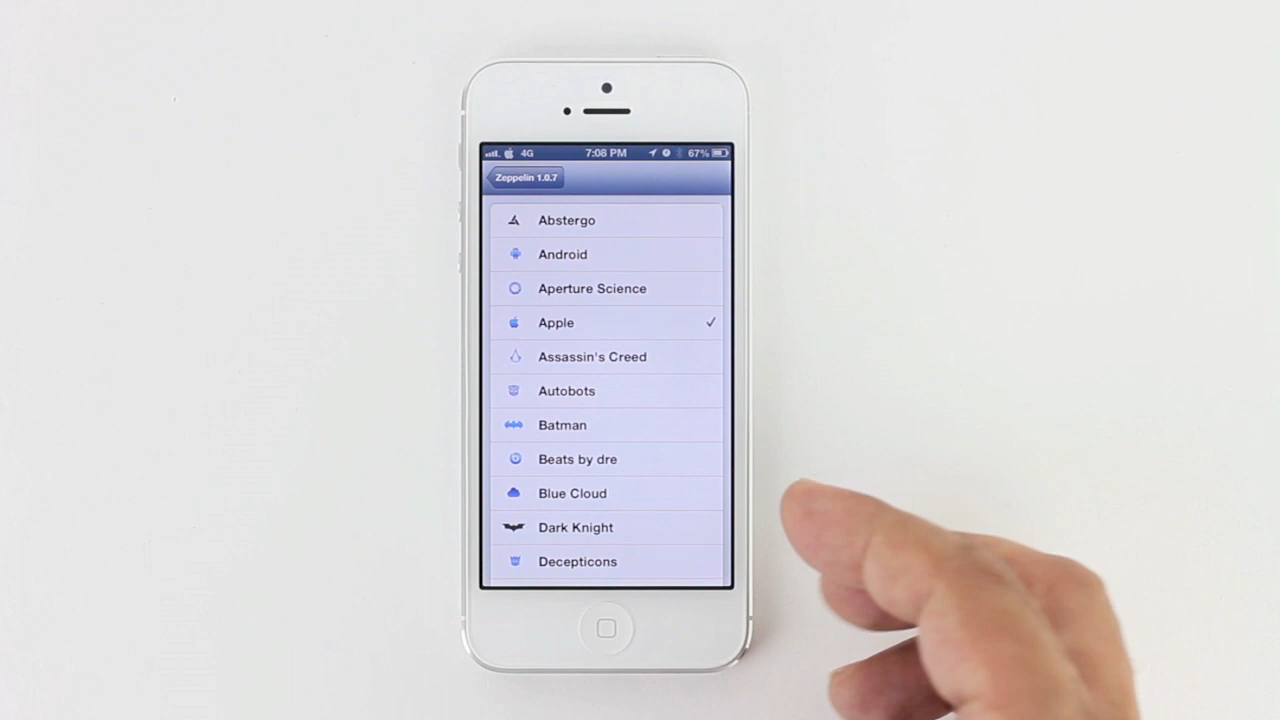 4G 7:08 PM 67%
Zeppelin 1.0.7
Abstergo
Android
Aperture Science
Apple
Assassin's Creed
Autobots
Batman
Beats by dre
Blue Cloud
Dark Knight
Decepticons